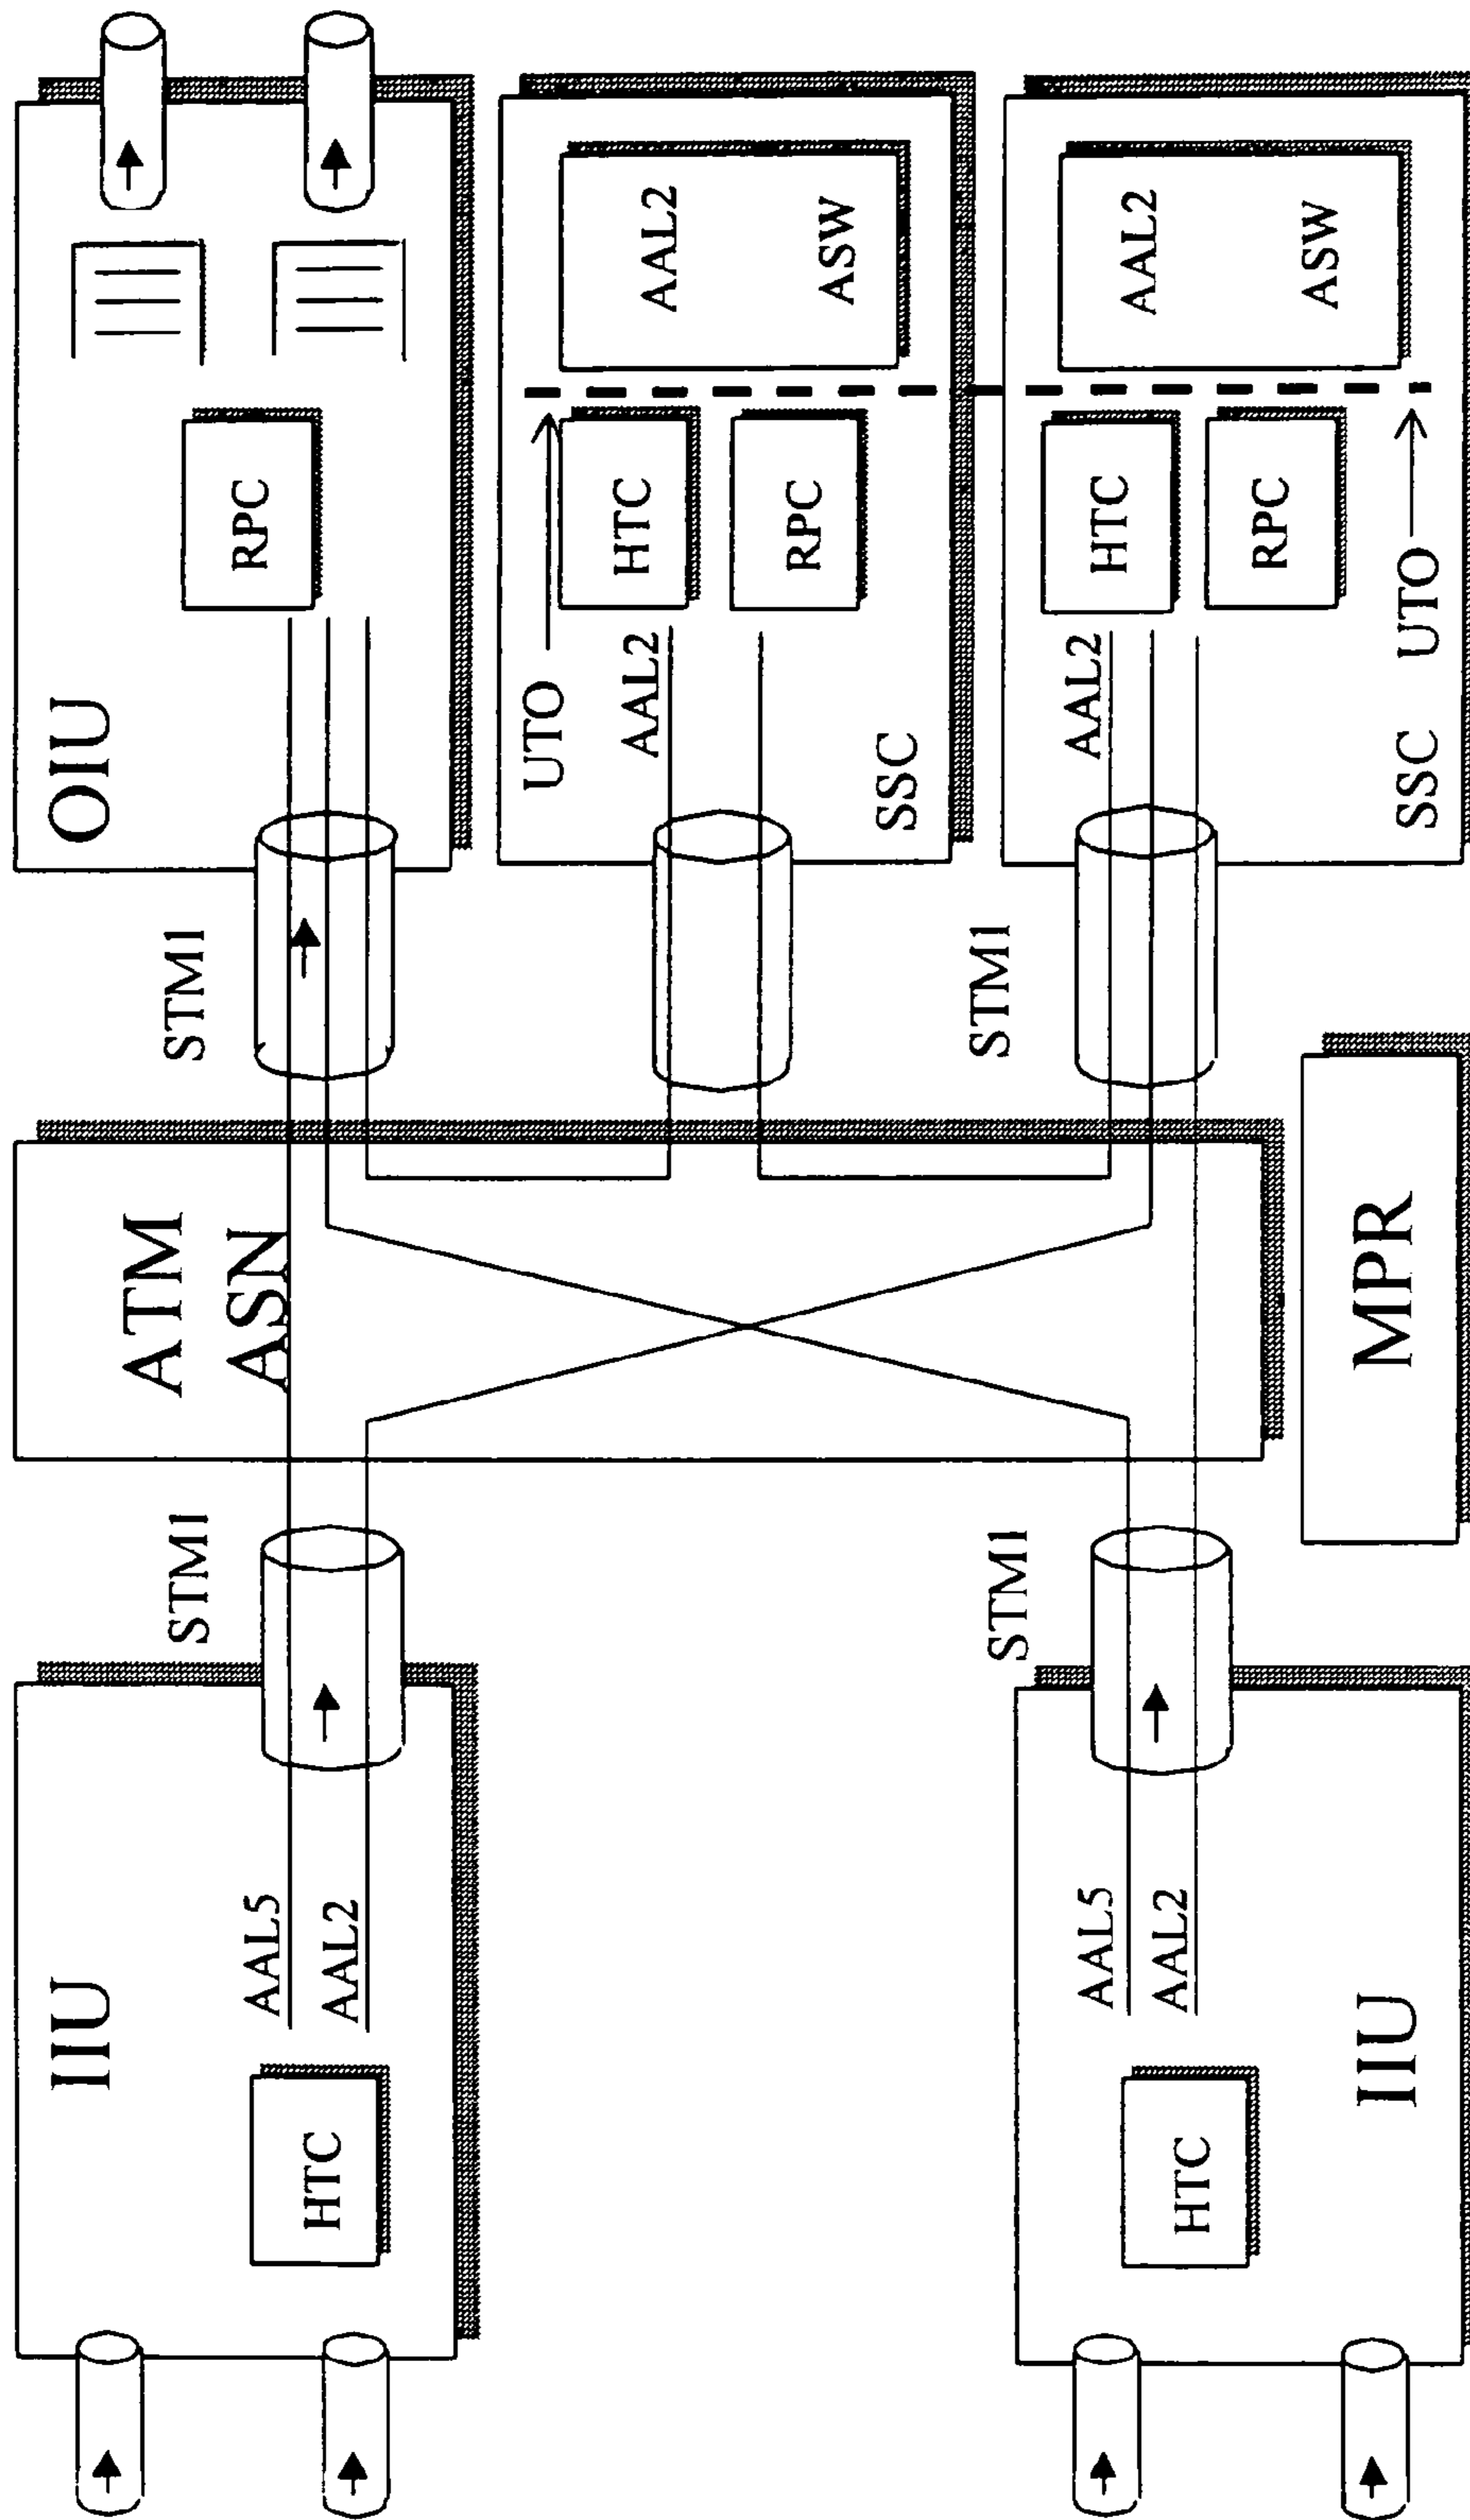 IIU
HTC
AAL5
AAL2
STM1
ATM
ASN
STM1
OIU
RPC
UTO
AAL2
HTC
RPC
SSC
AAL2
ASW
IIU
HTC
AAL5
AAL2
STM1
MPR
STM1
AAL2
HTC
RPC
SSC
UTO
AAL2
ASW